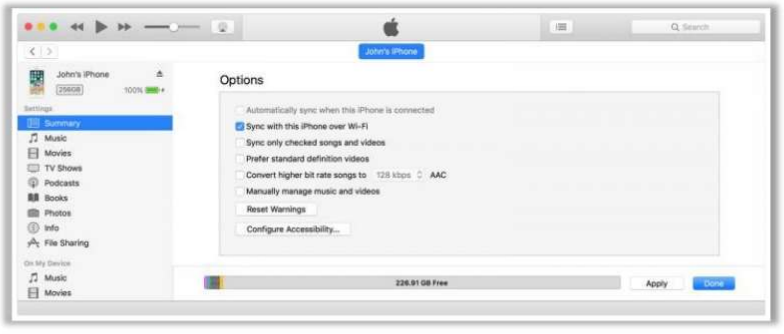 Search
John's iPhone
John's iPhone
256GB 100%
Settings
Summary
Music
Movies
TV Shows
Podcasts
Books
Photos
Info
File Sharing
On My Device
Music
Movies
Options
Automatically sync when this iPhone is connected
Sync with this iPhone over Wi-Fi
Sync only checked songs and videos
Prefer standard definition videos
Convert higher bit rate songs to 128 kbps AAC
Manually manage music and videos
Reset Warnings
Configure Accessibility...
226.91 GB Free Apply Done